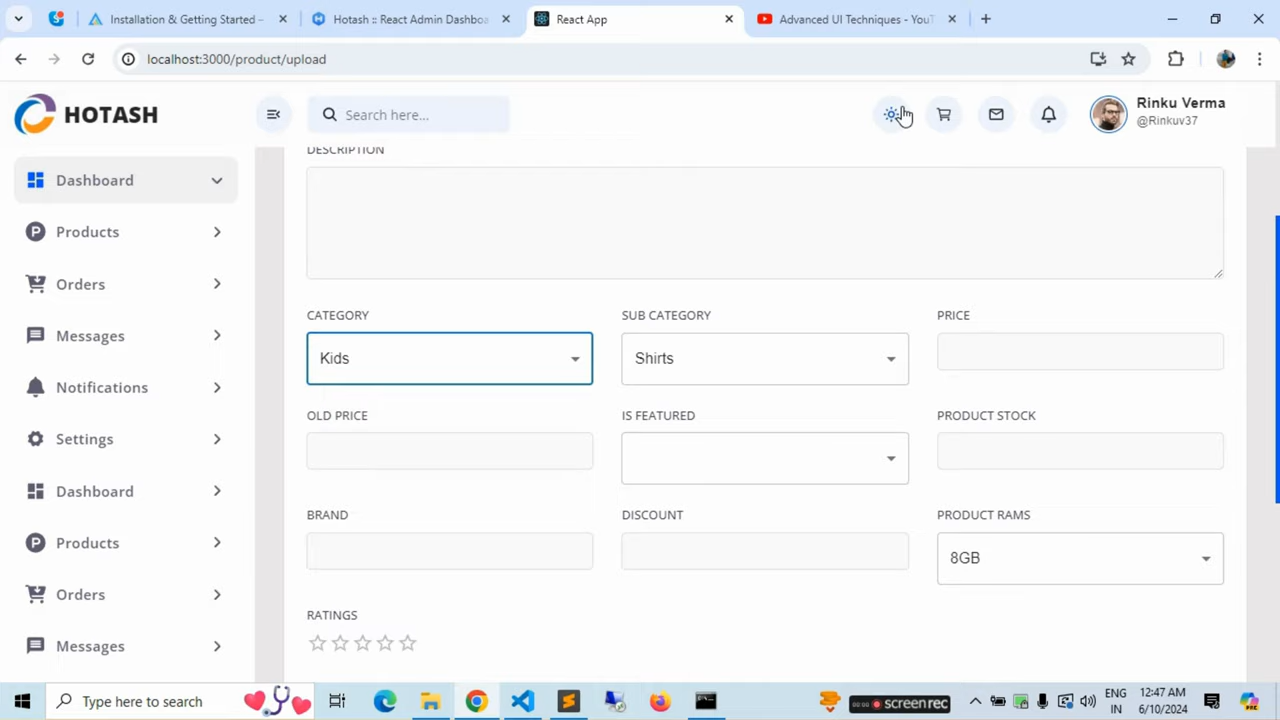 Installation & Getting Started –
Hotash :: React Admin Dashboa
React App
Advanced UI Techniques - YouT
localhost:3000/product/upload
HOTASH
Search here...
Rinku Verma
@Rinkuv37
Dashboard
Products
Orders
Messages
Notifications
Settings
Dashboard
Products
Orders
Messages
DESCRIPTION
CATEGORY
SUB CATEGORY
PRICE
Kids
Shirts
OLD PRICE
IS FEATURED
PRODUCT STOCK
BRAND
DISCOUNT
PRODUCT RAMS
8GB
RATINGS
Type here to search
screen rec
ENG
IN
12:47 AM
6/10/2024